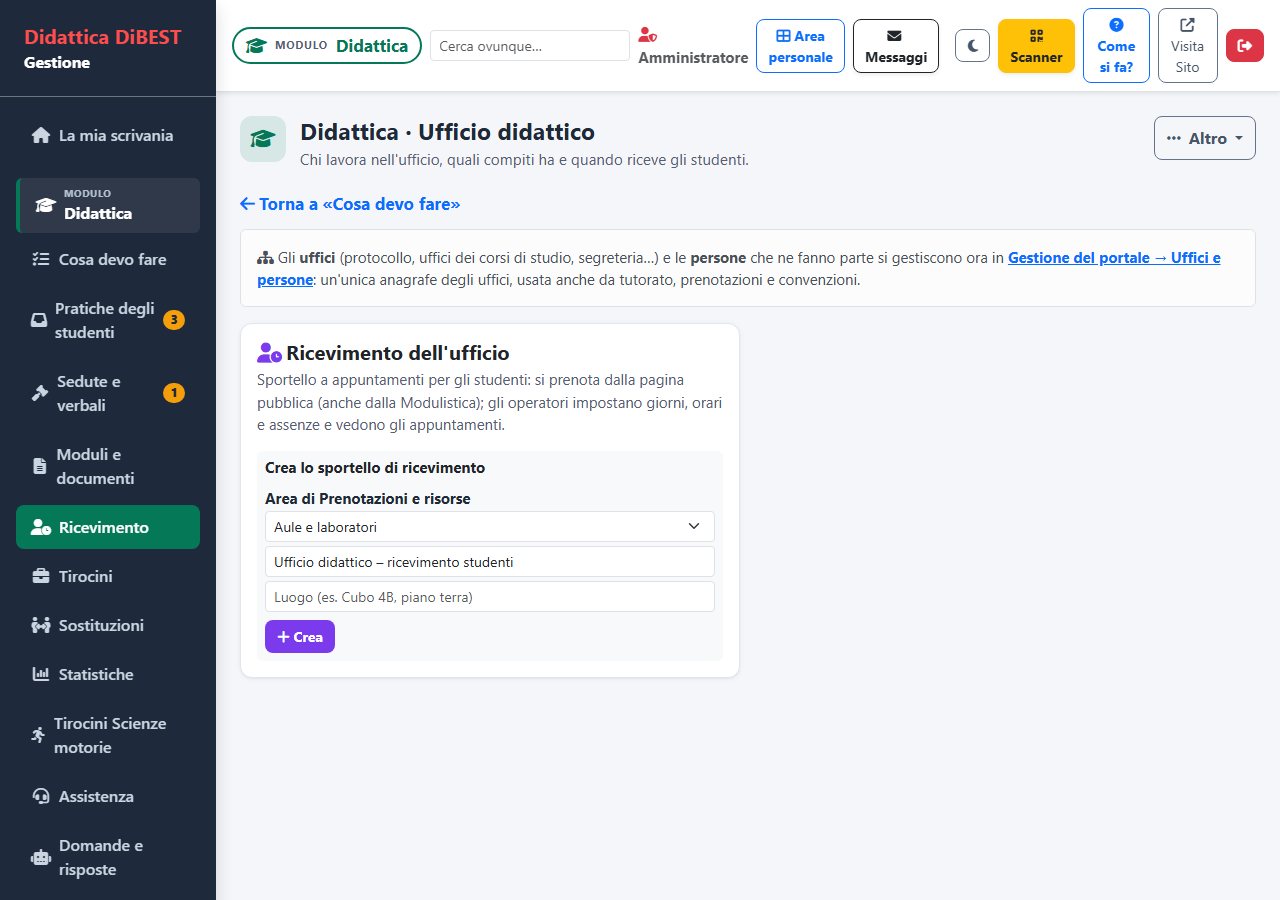 Didattica DiBEST
Gestione
La mia scrivania
MODULO
Didattica
Cosa devo fare
Pratiche degli
studenti
3
Sedute e
verbali
1
Moduli e
documenti
Ricevimento
Tirocini
Sostituzioni
Statistiche
Tirocini Scienze
motorie
Assistenza
Domande e
risposte
MODULO Didattica
Cerca ovunque...
Amministratore
Area
personale
Messaggi
Scanner
Come
si fa?
Visita
Sito
Didattica · Ufficio didattico
Chi lavora nell'ufficio, quali compiti ha e quando riceve gli studenti.
Altro
Torna a «Cosa devo fare»
Gli uffici (protocollo, uffici dei corsi di studio, segreteria…) e le persone che ne fanno parte si gestiscono ora in Gestione del portale → Uffici e
persone: un'unica anagrafe degli uffici, usata anche da tutorato, prenotazioni e convenzioni.
Ricevimento dell'ufficio
Sportello a appuntamenti per gli studenti: si prenota dalla pagina
pubblica (anche dalla Modulistica); gli operatori impostano giorni, orari
e assenze e vedono gli appuntamenti.
Crea lo sportello di ricevimento
Area di Prenotazioni e risorse
Aule e laboratori
Ufficio didattico – ricevimento studenti
Luogo (es. Cubo 4B, piano terra)
+ Crea